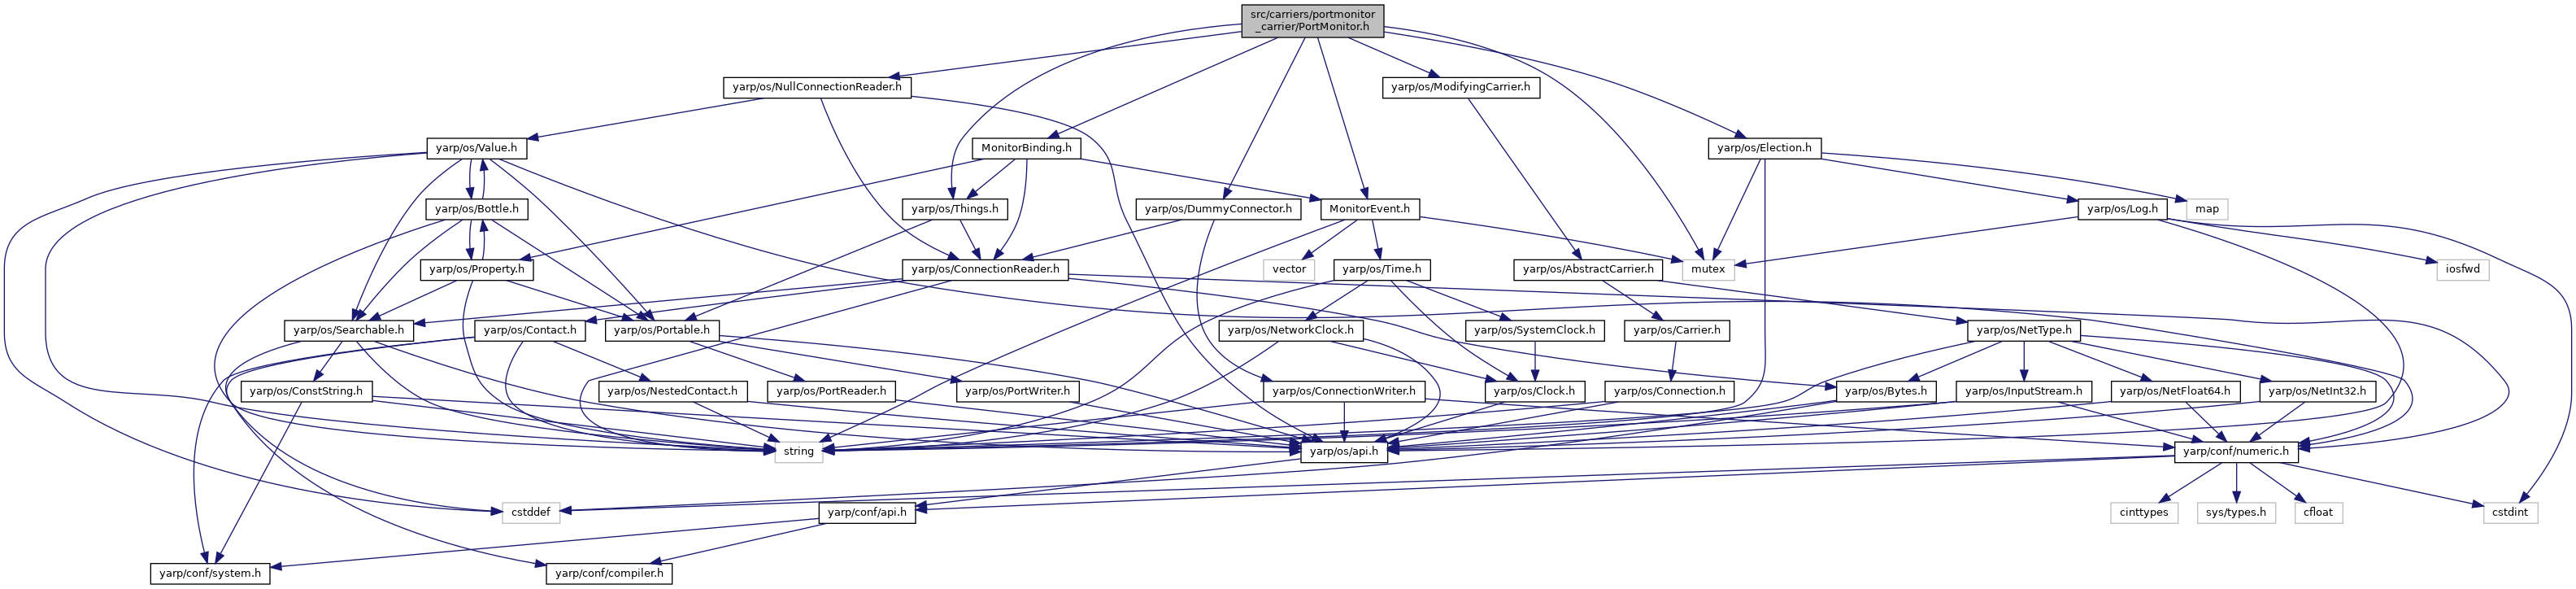 src/carriers/portmonitor
_carrier/PortMonitor.h
yarp/os/NullConnectionReader.h
yarp/os/ModifyingCarrier.h
yarp/os/Value.h
MonitorBinding.h
yarp/os/Election.h
yarp/os/Bottle.h
yarp/os/Things.h
yarp/os/DummyConnector.h
MonitorEvent.h
yarp/os/Log.h
map
yarp/os/Property.h
yarp/os/ConnectionReader.h
vector
yarp/os/Time.h
yarp/os/AbstractCarrier.h
mutex
iosfwd
yarp/os/Searchable.h
yarp/os/Contact.h
yarp/os/Portable.h
yarp/os/NetworkClock.h
yarp/os/SystemClock.h
yarp/os/Carrier.h
yarp/os/NetType.h
yarp/os/ConstString.h
yarp/os/NestedContact.h
yarp/os/PortReader.h
yarp/os/PortWriter.h
yarp/os/ConnectionWriter.h
yarp/os/Clock.h
yarp/os/Connection.h
yarp/os/Bytes.h
yarp/os/InputStream.h
yarp/os/NetFloat64.h
yarp/os/NetInt32.h
string
yarp/os/api.h
yarp/conf/numeric.h
cstddef
yarp/conf/api.h
cinttypes
sys/types.h
cfloat
cstdint
yarp/conf/system.h
yarp/conf/compiler.h